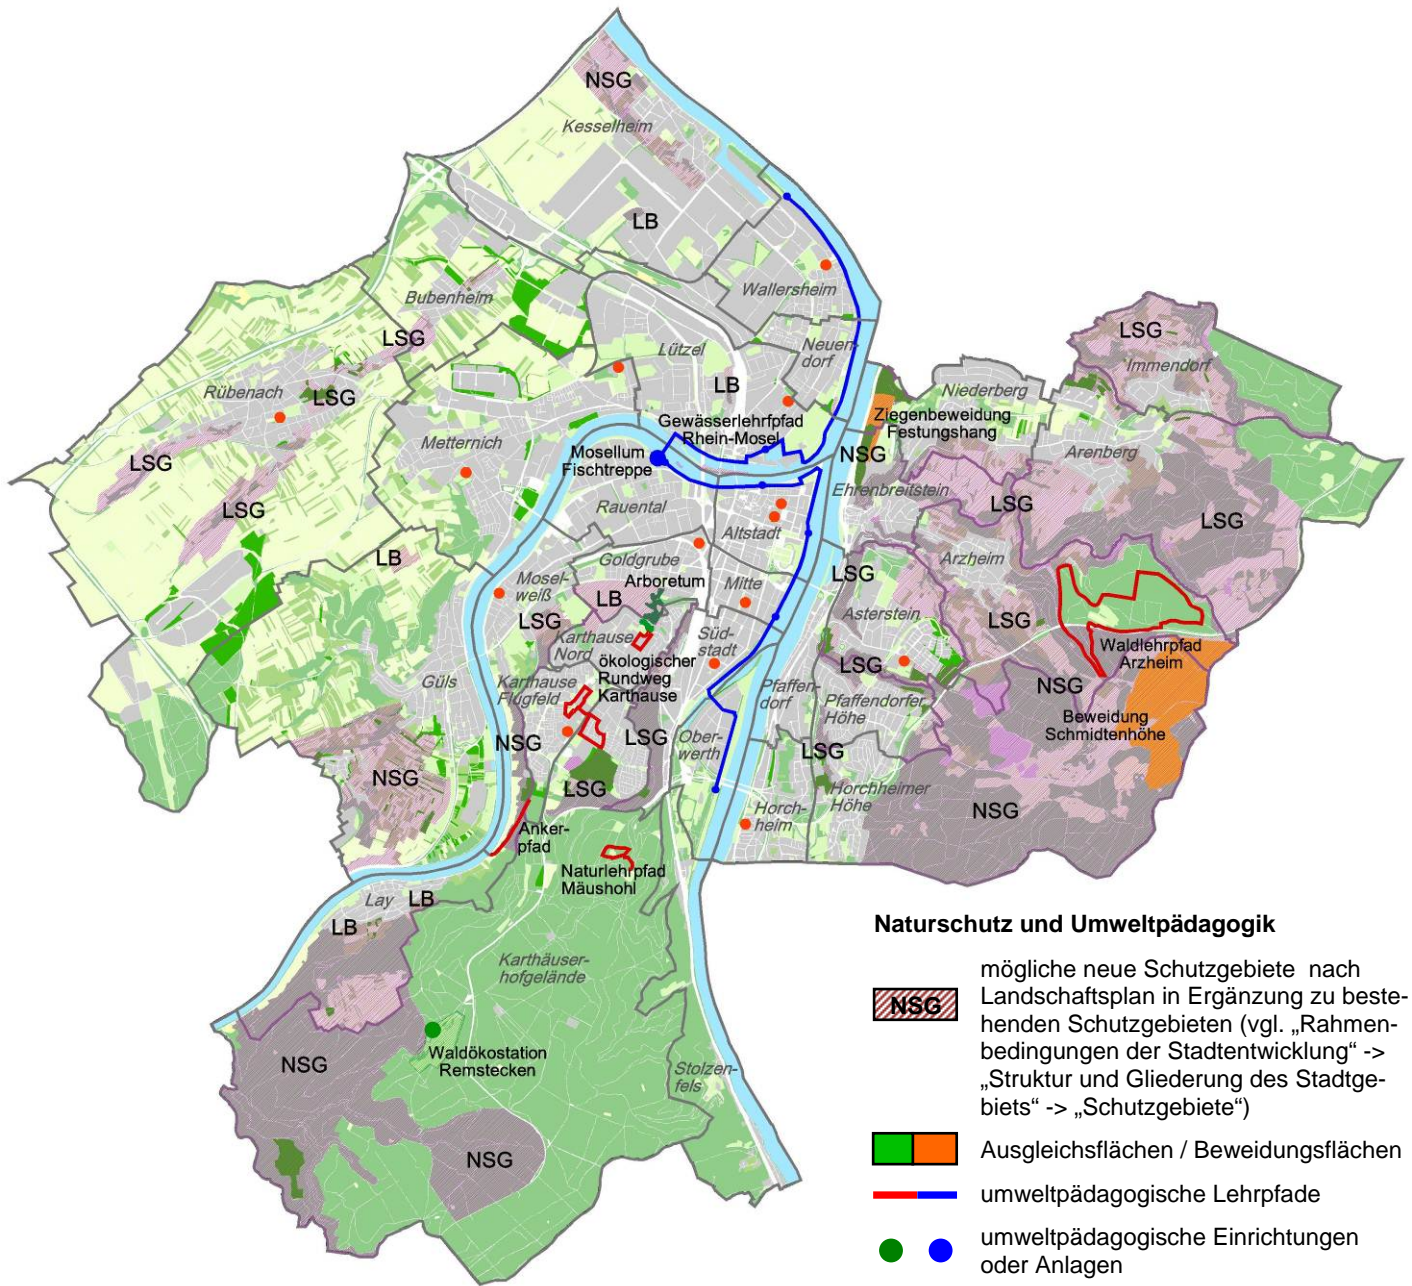 NSG
Kesselheim
LB
Wallersheim
Bubenheim
LSG
Lützel
Neuen-
dorf
LSG
Immendorf
Rübenach
LSG
LB
Niederberg
Gewässerlehrfpfad
Rhein-Mosel
Ziegenbeweidung
Festungshang
Metternich
Mosellum
Fischtreppe
NSG
Arenberg
LSG
Ehrenbreitstein
LSG
LSG
Rauental
Altstadt
LSG
LB
Goldgrube
Arzheim
Mosel-
weiß
Arboretum
Mitte
LSG
LB
Asterstein
LSG
LSG
Karthause
Nord
Süd-
stadt
Waldlehrpfad
Arzheim
ökologischer
Rundweg
Karthause
LSG
Güls
Karthause
Flugfeld
Pfaffen-
dorf
Pfaffendorfer
Höhe
NSG
Beweidung
Schmidtenhöhe
NSG
LSG
Ober-
werth
LSG
NSG
LSG
Horchheimer
Höhe
NSG
Horch-
heim
Anker-
pfad
Naturlehrpfad
Mäushohl
Lay
LB
LB
Karthäuser-
hofgelände
NSG
Waldökostation
Remstecken
Stolzen-
fels
NSG
Naturschutz und Umweltpädagogik
NSG
mögliche neue Schutzgebiete nach
Landschaftsplan in Ergänzung zu beste-
henden Schutzgebieten (vgl. „Rahmen-
bedingungen der Stadtentwicklung“ ->
„Struktur und Gliederung des Stadtge-
biets“ -> „Schutzgebiete“)
Ausgleichsflächen / Beweidungsflächen
umweltpädagogische Lehrpfade
umweltpädagogische Einrichtungen
oder Anlagen